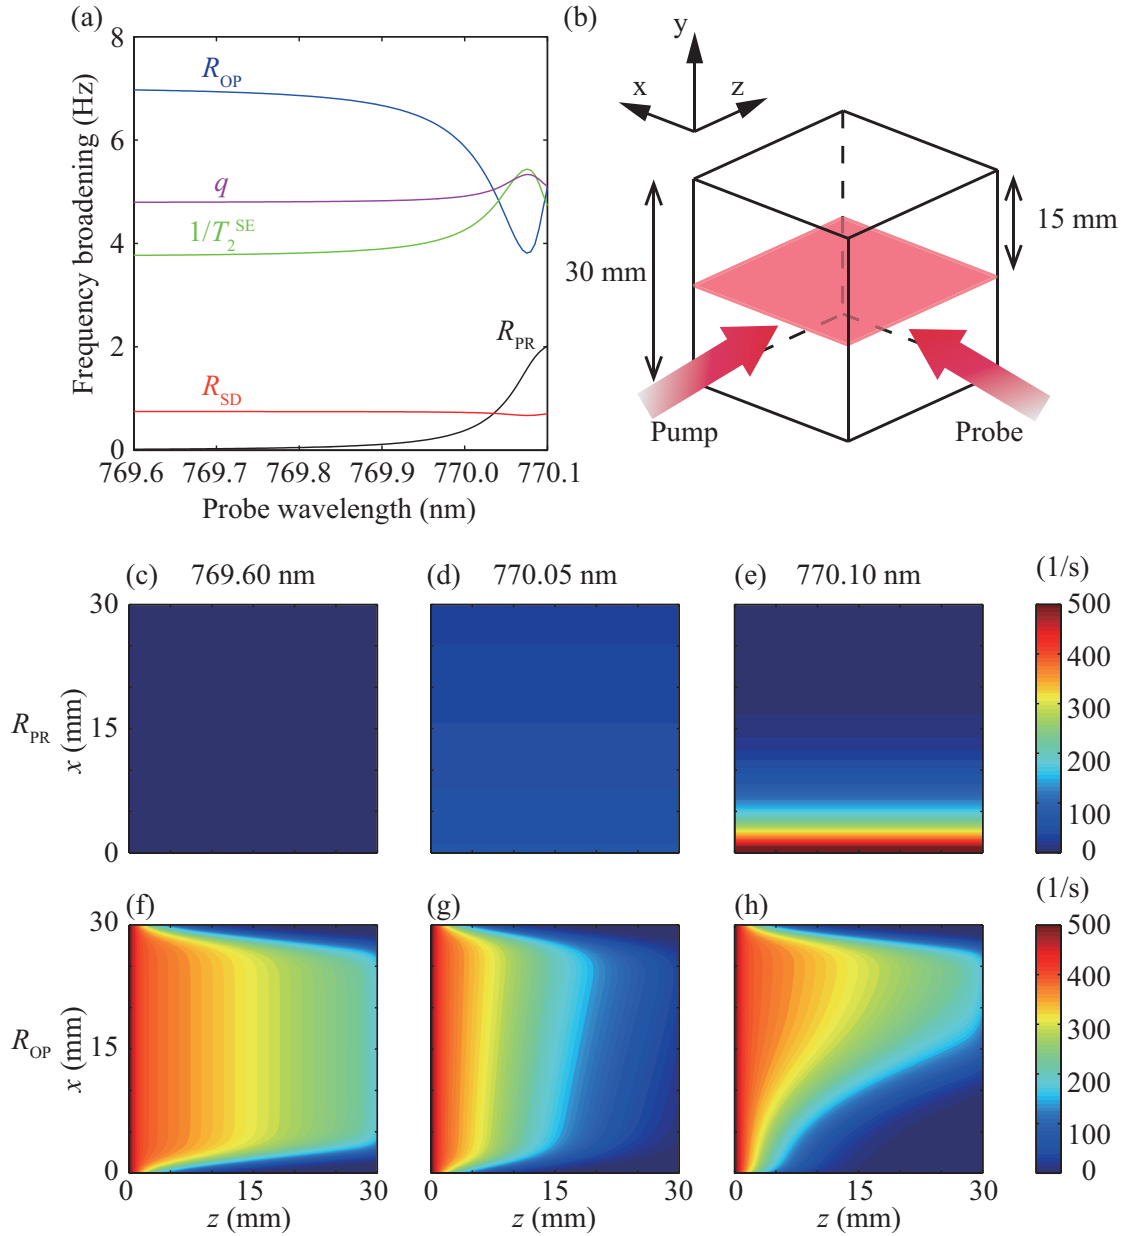 (a)
8
6
4
2
0
Frequency broadening (Hz)
R_OP
q
1/T_2^SE
R_PR
R_SD
769.6 769.7 769.8 769.9 770.0 770.1
Probe wavelength (nm)
(b)
y
x
z
15 mm
30 mm
Pump
Probe
(c) 769.60 nm
(d) 770.05 nm
(e) 770.10 nm
(1/s)
R_PR
x (mm)
30
15
0
500
400
300
200
100
0
(f)
(g)
(h)
(1/s)
R_OP
x (mm)
30
15
0
500
400
300
200
100
0
0 15 30
0 15 30
0 15 30
z (mm)
z (mm)
z (mm)